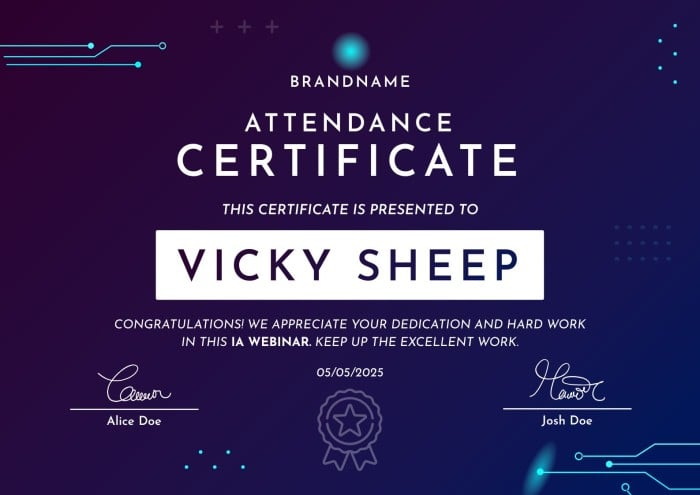 BRANDNAME
ATTENDANCE
CERTIFICATE
THIS CERTIFICATE IS PRESENTED TO
VICKY SHEEP
CONGRATULATIONS! WE APPRECIATE YOUR DEDICATION AND HARD WORK
IN THIS IA WEBINAR. KEEP UP THE EXCELLENT WORK.
05/05/2025
Alice Doe
Josh Doe